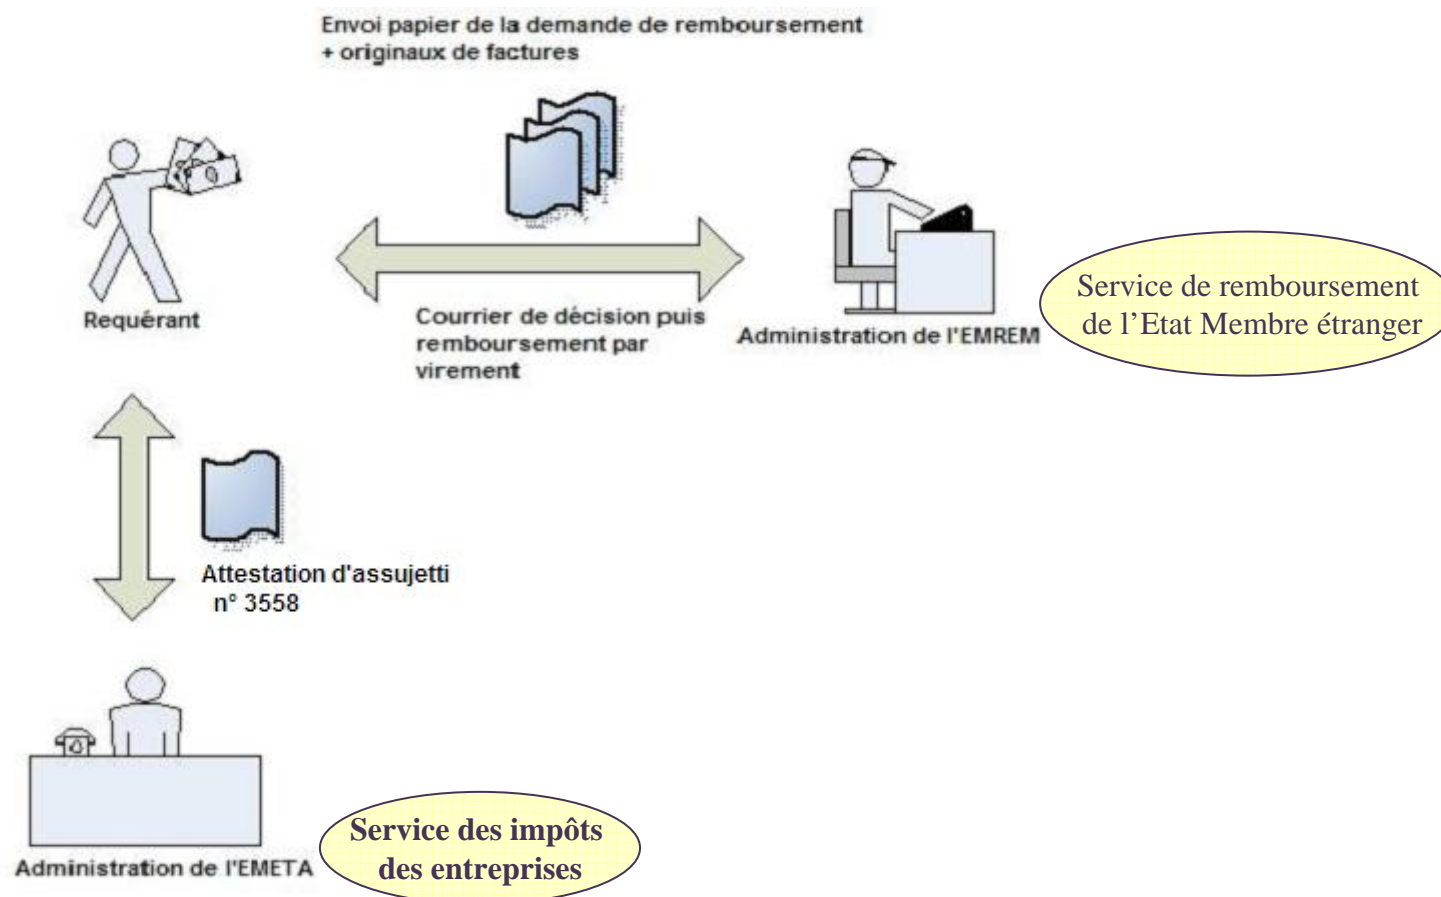 Envoi papier de la demande de remboursement
+ originaux de factures
Requérant
Courrier de décision puis
remboursement par
virement
Administration de l'EMREM
Service de remboursement
de l’Etat Membre étranger
Attestation d'assujetti
n° 3558
Administration de l'EMETA
Service des impôts
des entreprises